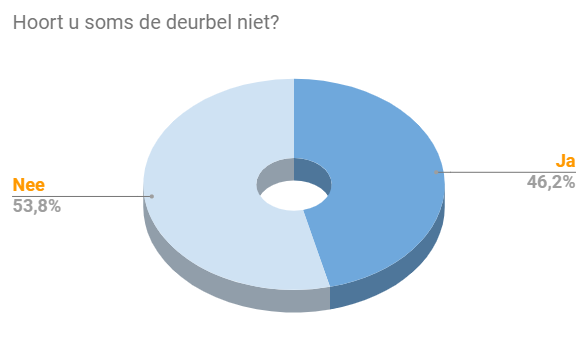 Hoort u soms de deurbel niet?
Ja
46,2%
Nee
53,8%